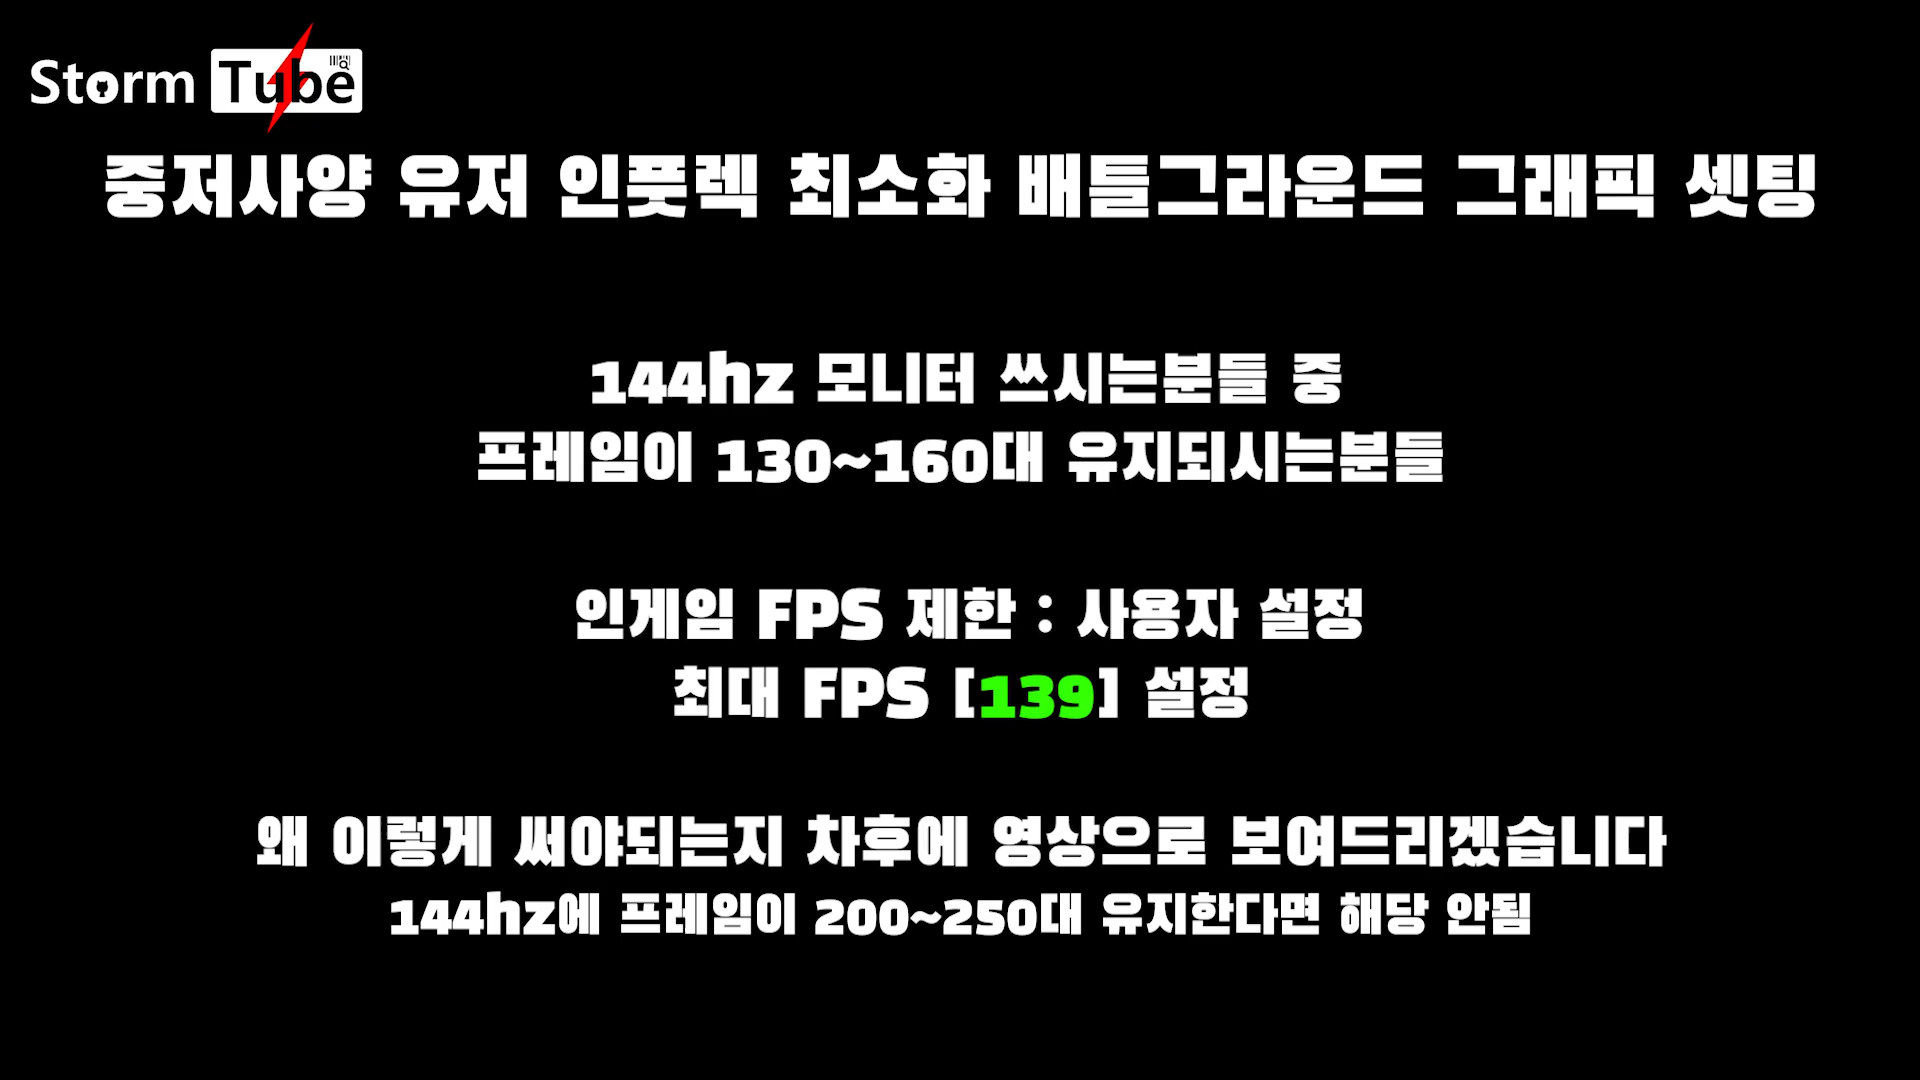 Storm Tube
중저사양 유저 인풋렉 최소화 배틀그라운드 그래픽 셋팅
144hz 모니터 쓰시는분들 중
프레임이 130~160대 유지되시는분들
인게임 FPS 제한 : 사용자 설정
최대 FPS [139] 설정
왜 이렇게 써야되는지 차후에 영상으로 보여드리겠습니다
144hz에 프레임이 200~250대 유지한다면 해당 안됨